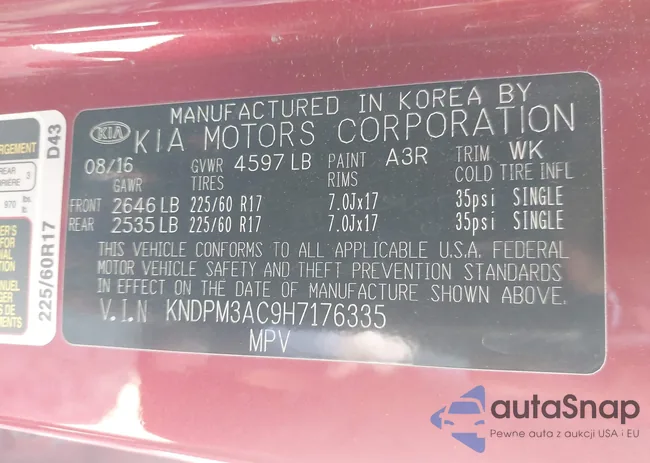 MANUFACTURED IN KOREA BY
KIA KIA MOTORS CORPORATION
08/16 GVWR 4597 LB PAINT A3R TRIM WK
GAWR TIRES RIMS COLD TIRE INFL
FRONT 2646 LB 225/60 R17 7.0Jx17 35psi SINGLE
REAR 2535 LB 225/60 R17 7.0Jx17 35psi SINGLE
THIS VEHICLE CONFORMS TO ALL APPLICABLE U.S.A. FEDERAL
MOTOR VEHICLE SAFETY AND THEFT PREVENTION STANDARDS
IN EFFECT ON THE DATE OF MANUFACTURE SHOWN ABOVE.
V.I.N KNDPM3AC9H7176335
MPV
D43
225/60R17
REAR 3
970
autaSnap
Pewne auta z aukcji USA i EU